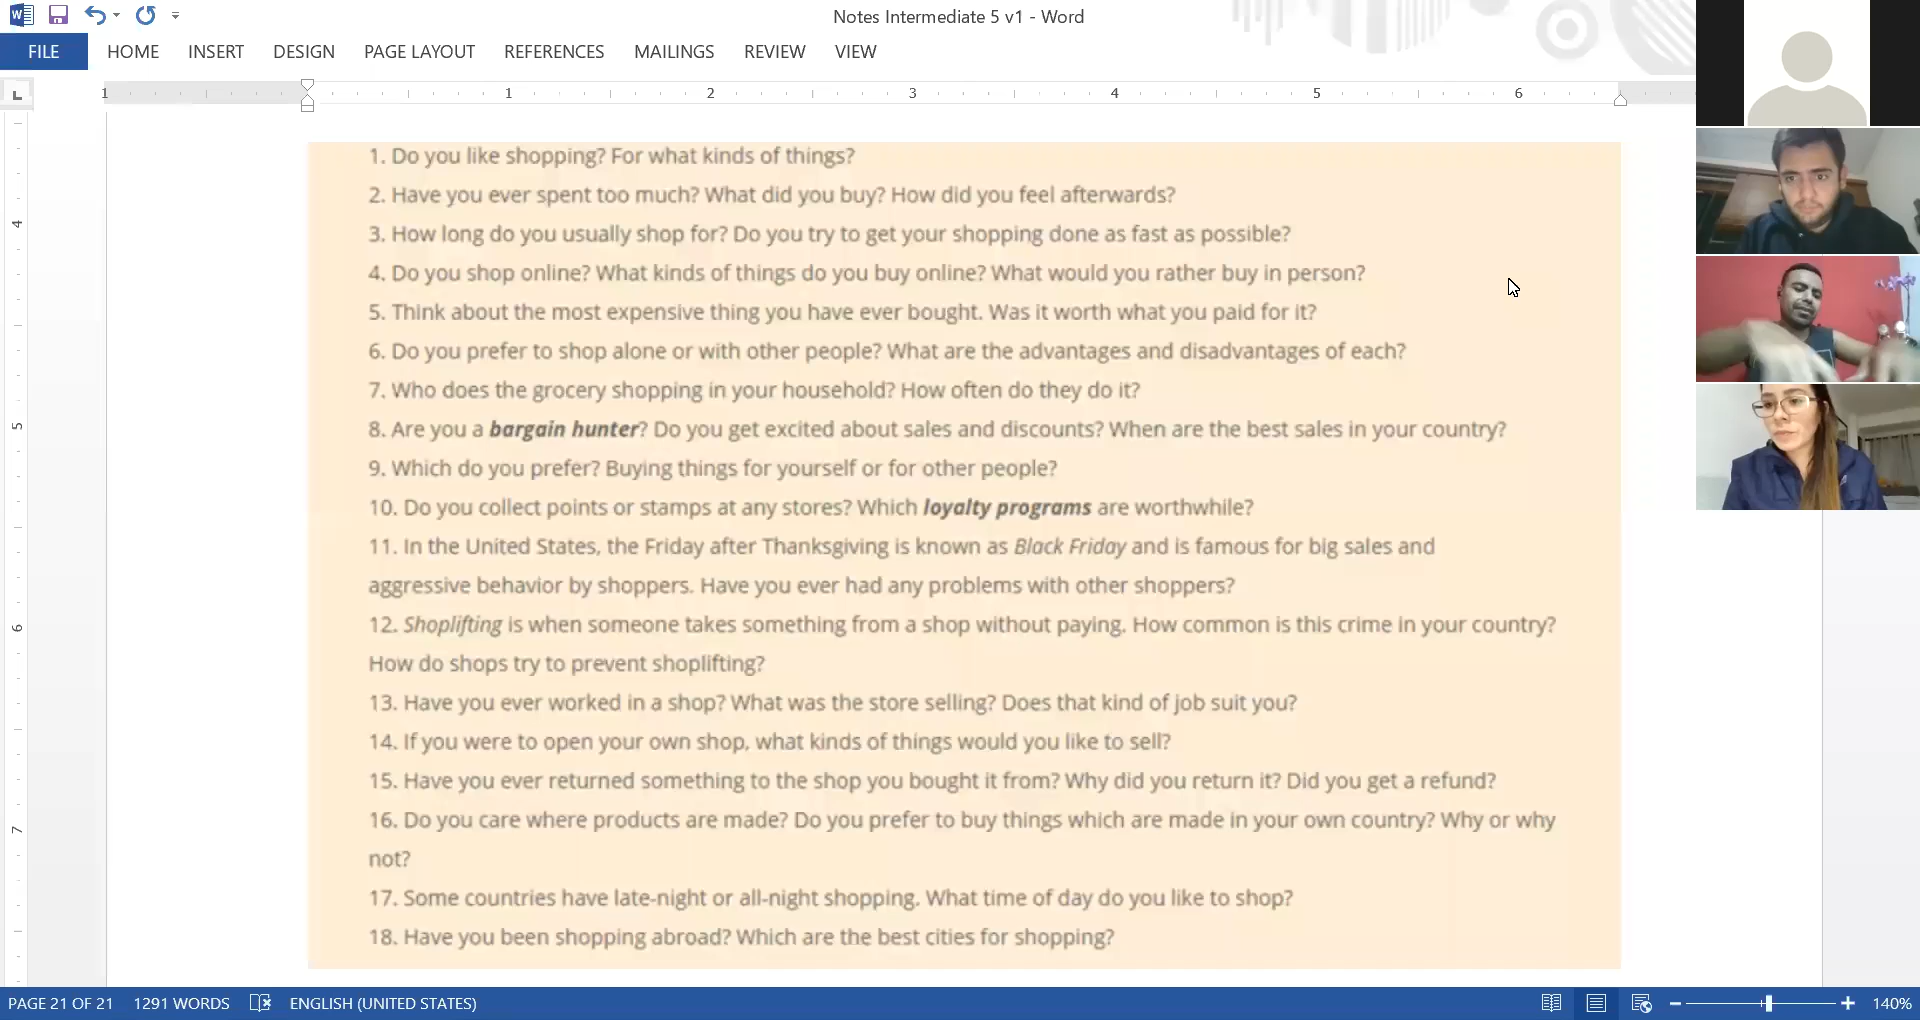 Notes Intermediate 5 v1 - Word
FILE HOME INSERT DESIGN PAGE LAYOUT REFERENCES MAILINGS REVIEW VIEW
1 1 2 3 4 5 6
1. Do you like shopping? For what kinds of things?
2. Have you ever spent too much? What did you buy? How did you feel afterwards?
4
3. How long do you usually shop for? Do you try to get your shopping done as fast as possible?
4. Do you shop online? What kinds of things do you buy online? What would you rather buy in person?
5. Think about the most expensive thing you have ever bought. Was it worth what you paid for it?
6. Do you prefer to shop alone or with other people? What are the advantages and disadvantages of each?
7. Who does the grocery shopping in your household? How often do they do it?
5
8. Are you a bargain hunter? Do you get excited about sales and discounts? When are the best sales in your country?
9. Which do you prefer? Buying things for yourself or for other people?
10. Do you collect points or stamps at any stores? Which loyalty programs are worthwhile?
11. In the United States, the Friday after Thanksgiving is known as Black Friday and is famous for big sales and
aggressive behavior by shoppers. Have you ever had any problems with other shoppers?
6
12. Shoplifting is when someone takes something from a shop without paying. How common is this crime in your country?
How do shops try to prevent shoplifting?
13. Have you ever worked in a shop? What was the store selling? Does that kind of job suit you?
14. If you were to open your own shop, what kinds of things would you like to sell?
15. Have you ever returned something to the shop you bought it from? Why did you return it? Did you get a refund?
7
16. Do you care where products are made? Do you prefer to buy things which are made in your own country? Why or why
not?
17. Some countries have late-night or all-night shopping. What time of day do you like to shop?
18. Have you been shopping abroad? Which are the best cities for shopping?
PAGE 21 OF 21 1291 WORDS ENGLISH (UNITED STATES) 140%